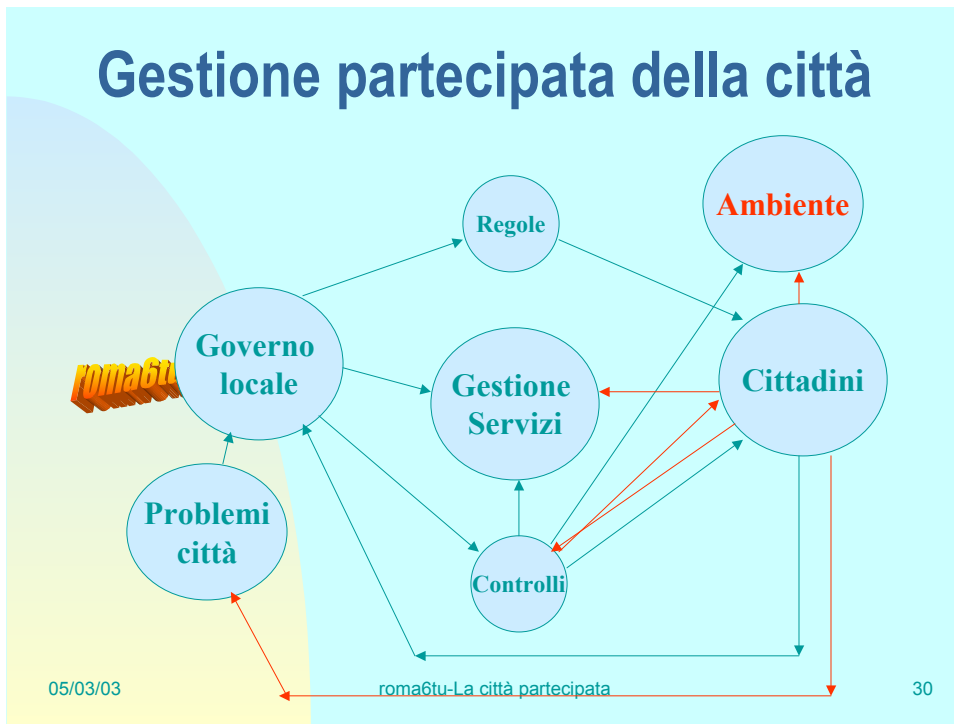 Gestione partecipata della città
Regole
Ambiente
Governo
locale
roma6tu
Gestione
Servizi
Cittadini
Problemi
città
Controlli
05/03/03
roma6tu-La città partecipata
30